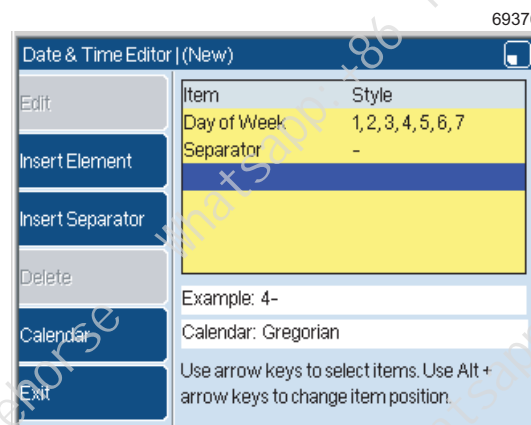 6937
Date & Time Editor | (New)
Edit
Insert Element
Insert Separator
Delete
Calendar
Exit
Item Style
Day of Week 1, 2, 3, 4, 5, 6, 7
Separator -
Example: 4-
Calendar: Gregorian
Use arrow keys to select items. Use Alt +
arrow keys to change item position.
whatsapp: +86